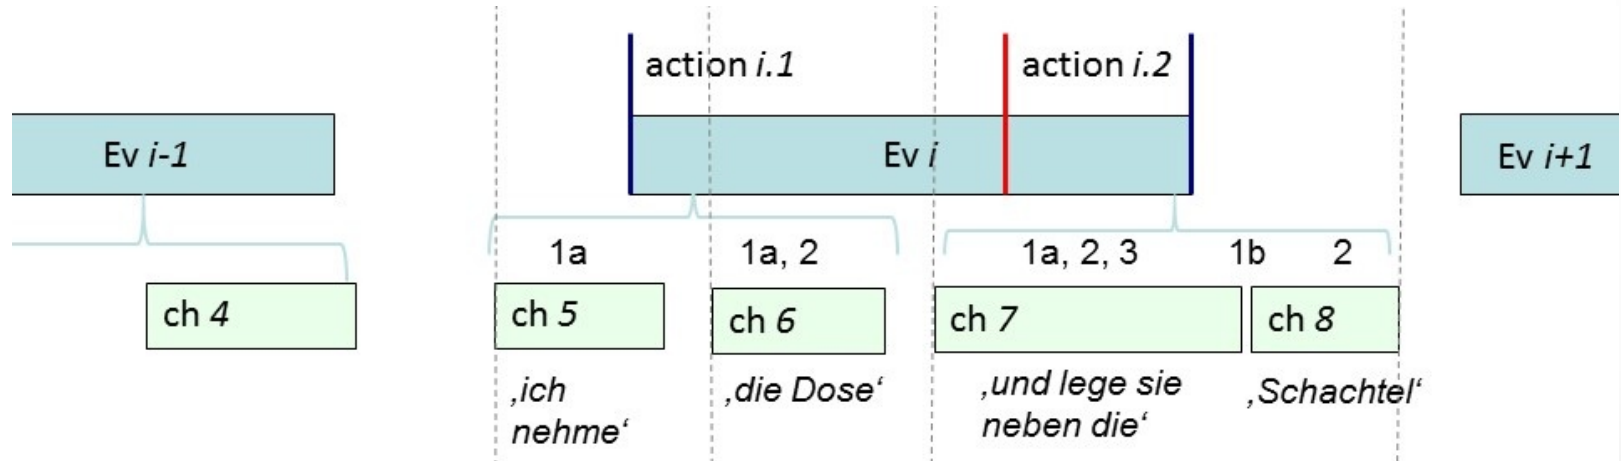 action i.1
action i.2
Ev i-1
Ev i
Ev i+1
1a
1a, 2
1a, 2, 3
1b
2
ch 4
ch 5
ch 6
ch 7
ch 8
‚ich
nehme‘
‚die Dose‘
‚und lege sie
neben die‘
‚Schachtel‘